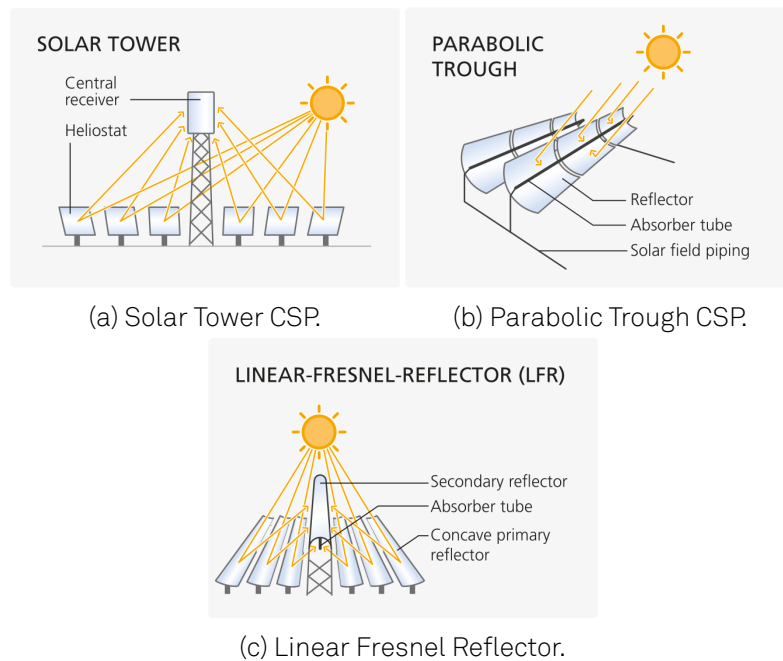 SOLAR TOWER
Central
receiver
Heliostat
(a) Solar Tower CSP.
PARABOLIC
TROUGH
Reflector
Absorber tube
Solar field piping
(b) Parabolic Trough CSP.
LINEAR-FRESNEL-REFLECTOR (LFR)
Secondary reflector
Absorber tube
Concave primary
reflector
(c) Linear Fresnel Reflector.